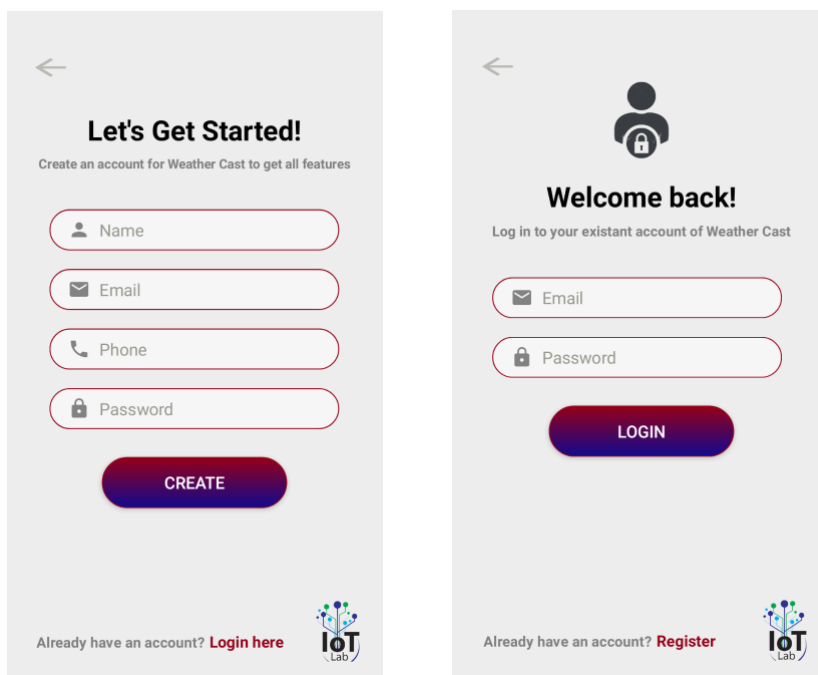 Let's Get Started!
Create an account for Weather Cast to get all features
Name
Email
Phone
Password
CREATE
Already have an account? Login here
IoT
Lab
Welcome back!
Log in to your existant account of Weather Cast
Email
Password
LOGIN
Already have an account? Register
IoT
Lab